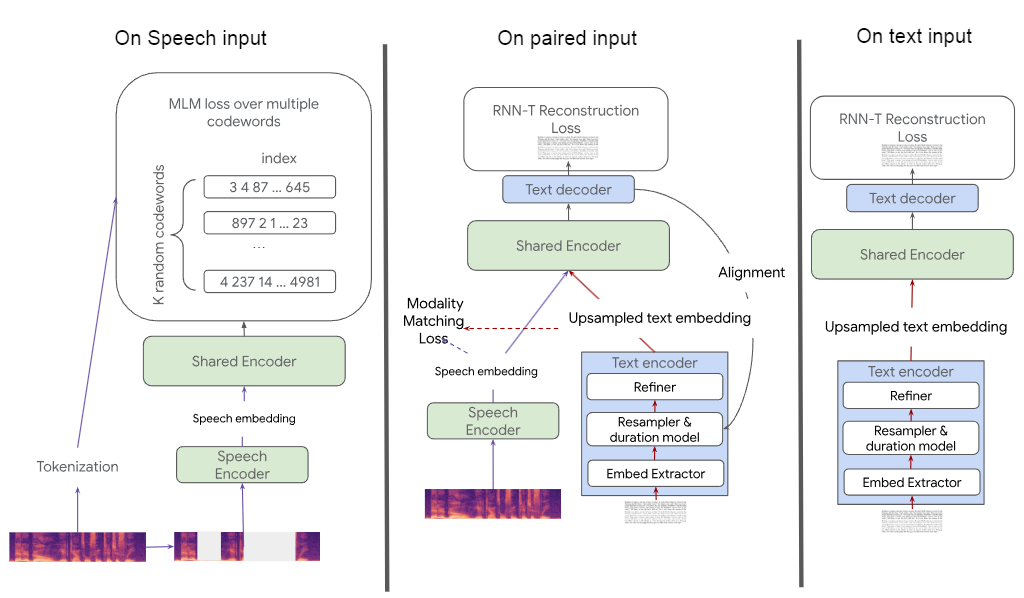 On Speech input
MLM loss over multiple
codewords
index
K random codewords
3 4 87 ... 645
897 2 1 ... 23
...
4 237 14 ... 4981
Shared Encoder
Speech embedding
Speech
Encoder
Tokenization
On paired input
RNN-T Reconstruction
Loss
Text decoder
Shared Encoder
Alignment
Modality
Matching
Loss
Upsampled text embedding
Speech embedding
Speech
Encoder
Text encoder
Refiner
Resampler &
duration model
Embed Extractor
On text input
RNN-T Reconstruction
Loss
Text decoder
Shared Encoder
Upsampled text embedding
Text encoder
Refiner
Resampler &
duration model
Embed Extractor